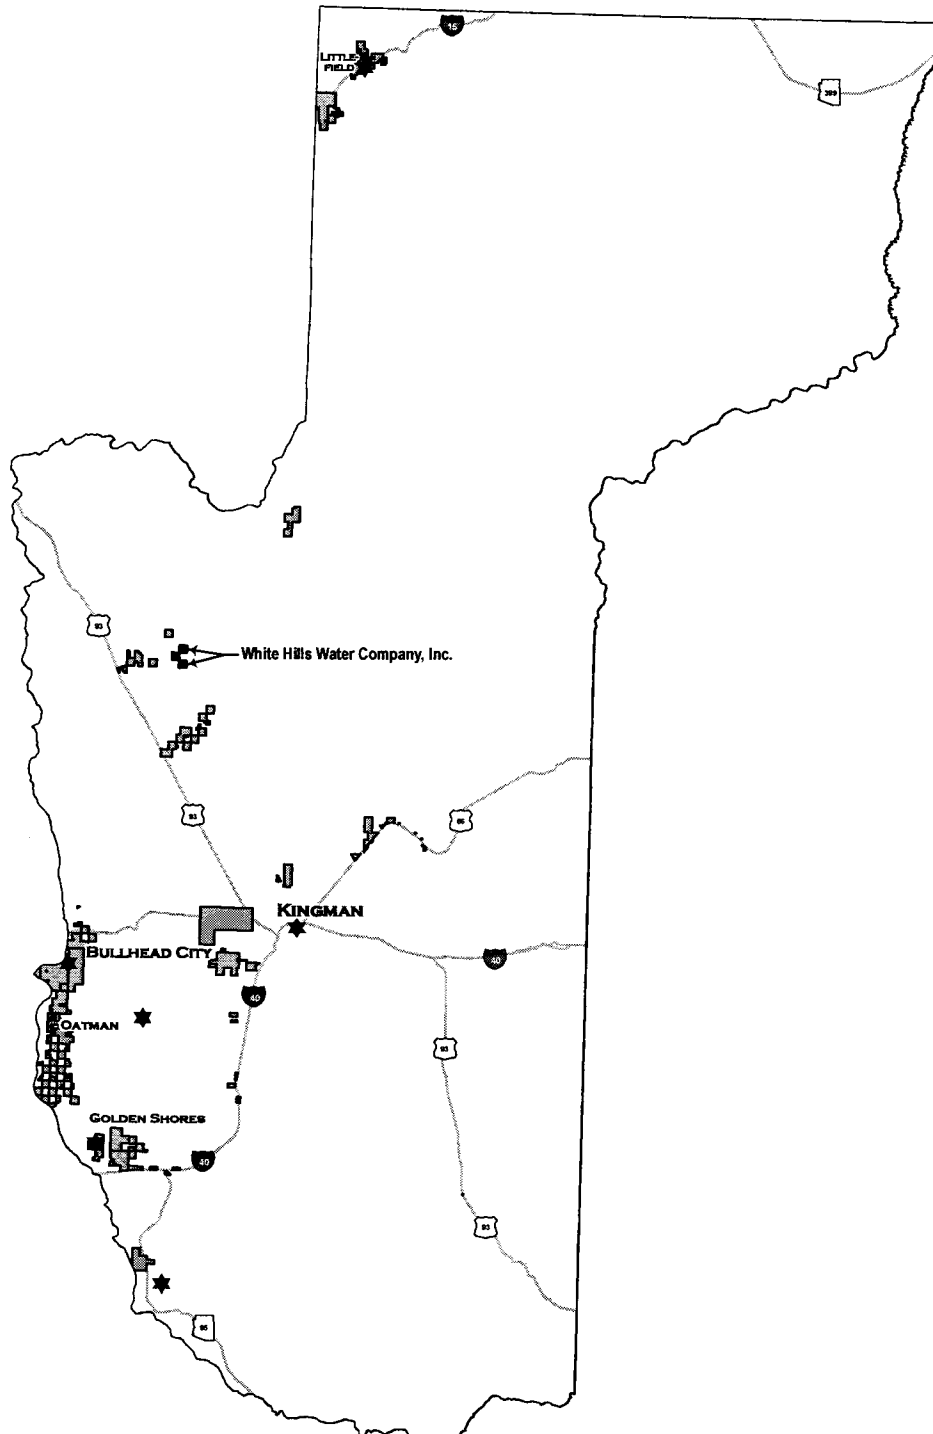 15
LITTLE-
FIELD
389
93
White Hills Water Company, Inc.
93
66
KINGMAN
BULLHEAD CITY
40
40
OATMAN
93
GOLDEN SHORES
40
93
95